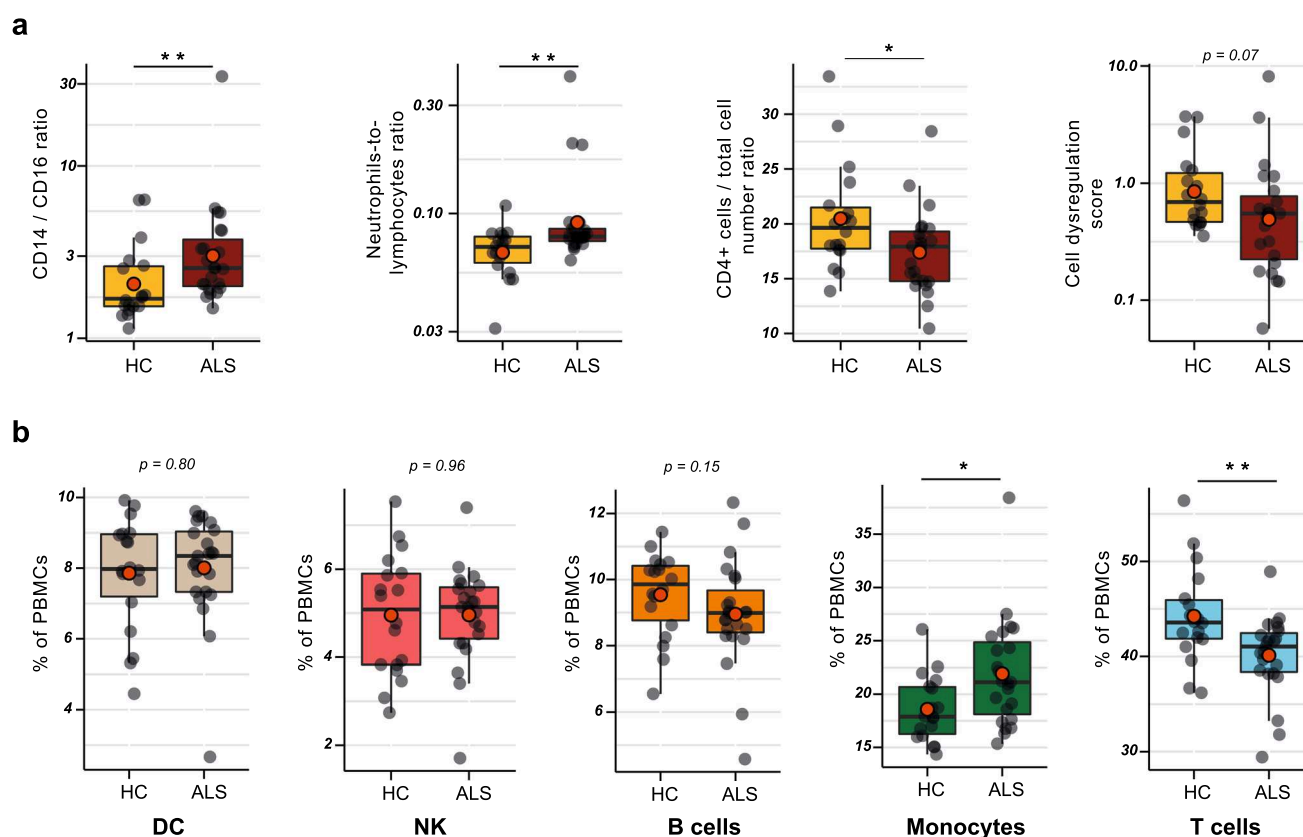 a
* *
* *
*
p = 0.07
CD14 / CD16 ratio
30
10
3
1
HC
ALS
Neutrophils-to-
lymphocytes ratio
0.30
0.10
0.03
HC
ALS
CD4+ cells / total cell
number ratio
30
25
20
15
10
HC
ALS
Cell dysregulation
score
10.0
1.0
0.1
HC
ALS
b
p = 0.80
% of PBMCs
10
8
6
4
HC
ALS
DC
p = 0.96
% of PBMCs
6
4
2
HC
ALS
NK
p = 0.15
% of PBMCs
12
10
8
6
HC
ALS
B cells
*
% of PBMCs
35
30
25
20
15
HC
ALS
Monocytes
* *
% of PBMCs
50
40
30
HC
ALS
T cells